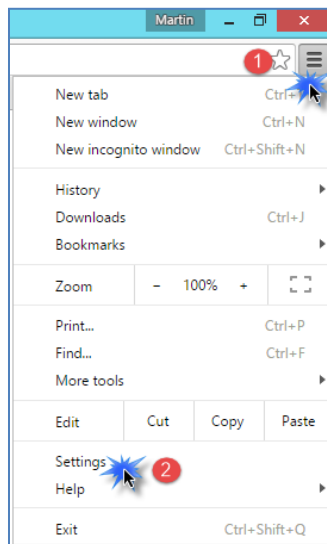 Martin
1
New tab Ctrl+
New window Ctrl+N
New incognito window Ctrl+Shift+N
History
Downloads Ctrl+J
Bookmarks
Zoom − 100% +
Print... Ctrl+P
Find... Ctrl+F
More tools
Edit Cut Copy Paste
Settings 2
Help
Exit Ctrl+Shift+Q